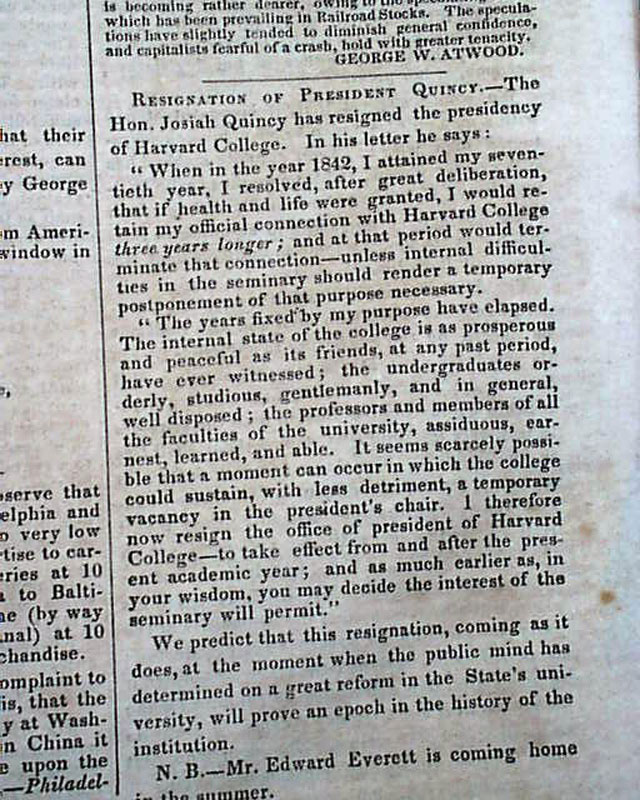 hat their
erest, can
y George
m Ameri-
window in
serve that
elphia and
very low
tise to car-
eries at 10
to Balti-
ne (by way
nal) at 10
chandise.
omplaint to
is, that the
y at Wash-
n China it
e upon the
.—Philadel-
is becoming rather dearer, owing to the
which has been prevailing in Railroad Stocks. The specula-
tions have slightly tended to diminish general confidence,
and capitalists fearful of a crash, hold with greater tenacity.
GEORGE W. ATWOOD.
RESIGNATION OF PRESIDENT QUINCY.—The
Hon. Josiah Quincy has resigned the presidency
of Harvard College. In his letter he says:
" When in the year 1842, I attained my seven-
tieth year, I resolved, after great deliberation,
that if health and life were granted, I would re-
tain my official connection with Harvard College
three years longer; and at that period would ter-
minate that connection—unless internal difficul-
ties in the seminary should render a temporary
postponement of that purpose necessary.
" The years fixed by my purpose have elapsed.
The internal state of the college is as prosperous
and peaceful as its friends, at any past period,
have ever witnessed; the undergraduates or-
derly, studious, gentlemanly, and in general,
well disposed; the professors and members of all
the faculties of the university, assiduous, ear-
nest, learned, and able. It seems scarcely possi-
ble that a moment can occur in which the college
could sustain, with less detriment, a temporary
vacancy in the president's chair. I therefore
now resign the office of president of Harvard
College—to take effect from and after the pres-
ent academic year; and as much earlier as, in
your wisdom, you may decide the interest of the
seminary will permit."
We predict that this resignation, coming as it
does, at the moment when the public mind has
determined on a great reform in the State's uni-
versity, will prove an epoch in the history of the
institution.
N. B.—Mr. Edward Everett is coming home
in the summer.